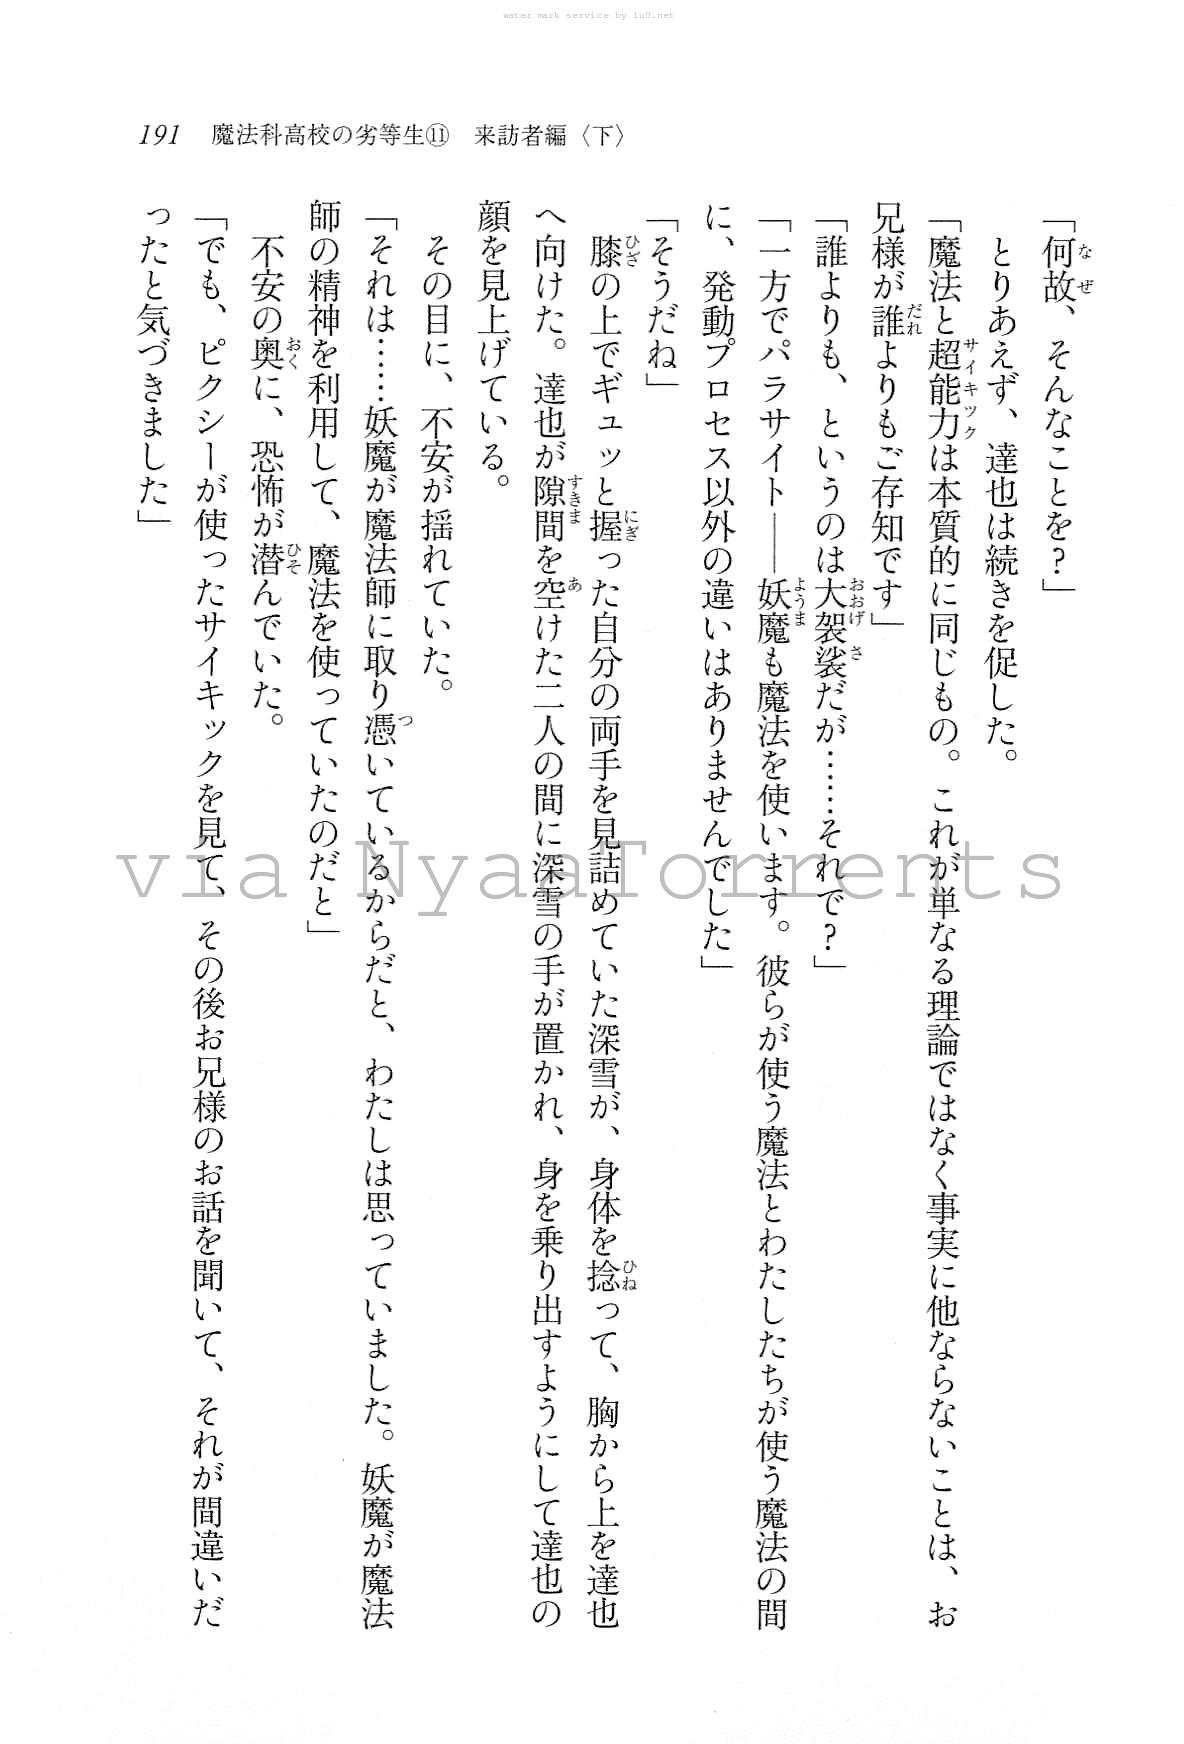 water mark service by lu0.net
191 魔法科高校の劣等生⑪ 来訪者編〈下〉
「何故、そんなことを?」
とりあえず、達也は続きを促した。
「魔法と超能力は本質的に同じもの。これが単なる理論ではなく事実に他ならないことは、お
兄様が誰よりもご存知です」
「誰よりも、というのは大袈裟だが……それで?」
「一方でパラサイト――妖魔も魔法を使います。彼らが使う魔法とわたしたちが使う魔法の間
に、発動プロセス以外の違いはありませんでした」
「そうだね」
膝の上でギュッと握った自分の両手を見詰めていた深雪が、身体を捻って、胸から上を達也
へ向けた。達也が隙間を空けた二人の間に深雪の手が置かれ、身を乗り出すようにして達也の
顔を見上げている。
その目に、不安が揺れていた。
「それは……妖魔が魔法師に取り憑いているからだと、わたしは思っていました。妖魔が魔法
師の精神を利用して、魔法を使っていたのだと」
不安の奥に、恐怖が潜んでいた。
「でも、ピクシーが使ったサイキックを見て、その後お兄様のお話を聞いて、それが間違いだ
ったと気づきました」
via NyaaTorrents